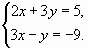 2x + 3y = 5,
3x − y = −9.